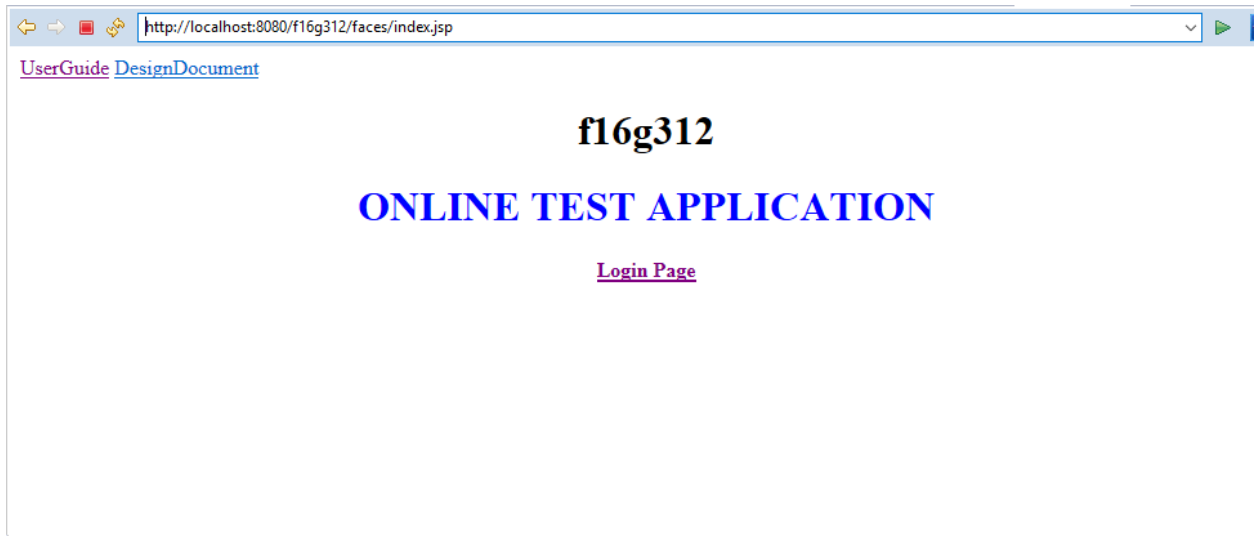 http://localhost:8080/f16g312/faces/index.jsp
UserGuide DesignDocument
f16g312
ONLINE TEST APPLICATION
Login Page